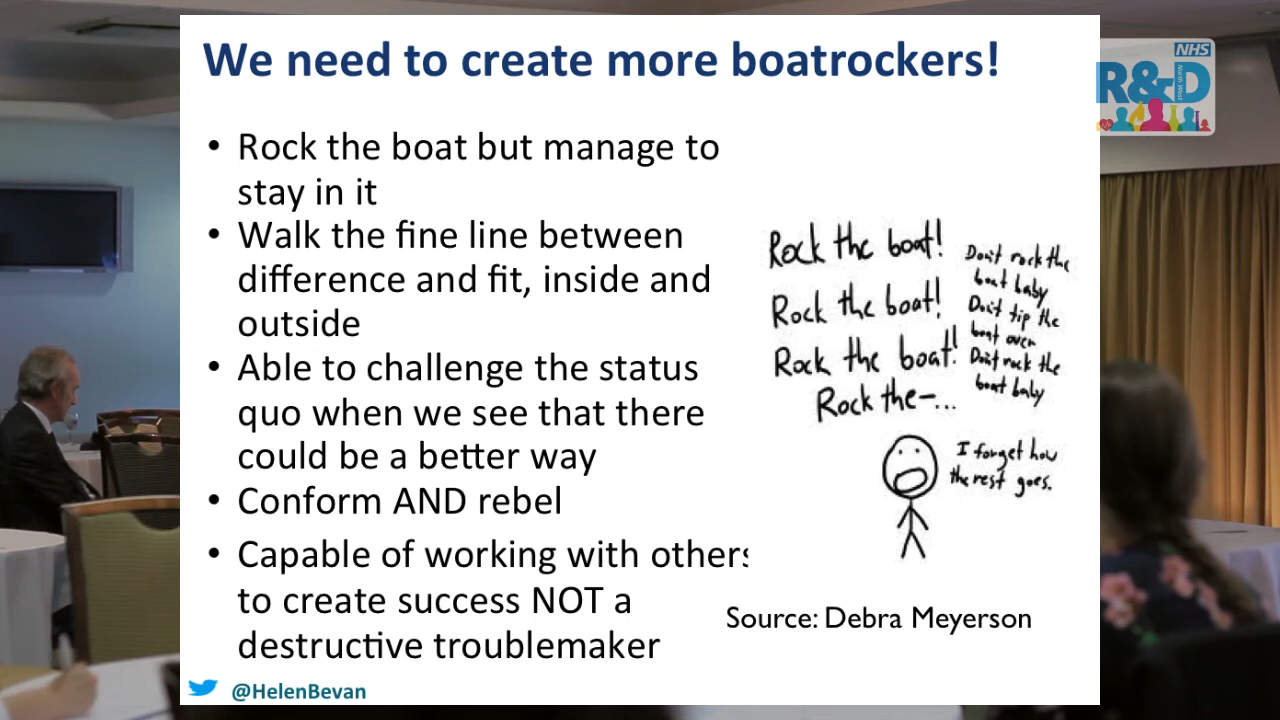 We need to create more boatrockers!
• Rock the boat but manage to
stay in it
• Walk the fine line between
difference and fit, inside and
outside
• Able to challenge the status
quo when we see that there
could be a better way
• Conform AND rebel
• Capable of working with others
to create success NOT a
destructive troublemaker
Rock the boat!
Rock the boat!
Rock the boat!
Rock the—...
Don't rock the
boat baby
Don't tip the
boat over
Don't rock the
boat baby
I forget how
the rest goes.
Source: Debra Meyerson
@HelenBevan
NHS
R&D
North West